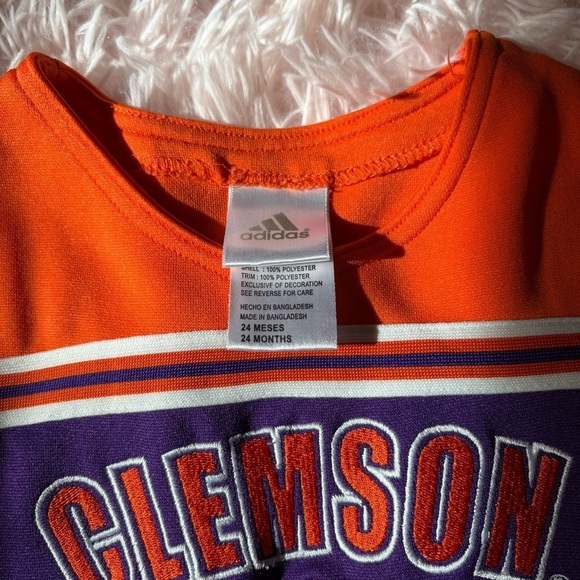 adidas
SHELL : 100% POLYESTER
TRIM : 100% POLYESTER
EXCLUSIVE OF DECORATION
SEE REVERSE FOR CARE
HECHO EN BANGLADESH
MADE IN BANGLADESH
24 MESES
24 MONTHS
CLEMSON